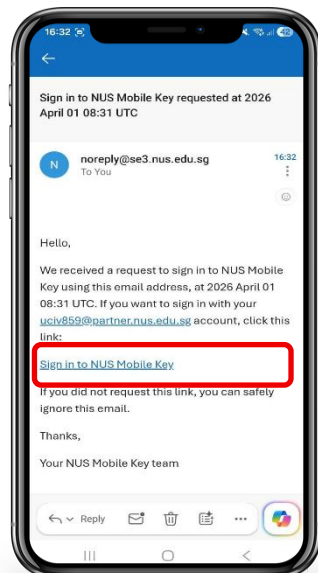 16:32
42
Sign in to NUS Mobile Key requested at 2026
April 01 08:31 UTC
N
noreply@se3.nus.edu.sg
16:32
To You
Hello,
We received a request to sign in to NUS Mobile
Key using this email address, at 2026 April 01
08:31 UTC. If you want to sign in with your
uciv859@partner.nus.edu.sg account, click this
link:
Sign in to NUS Mobile Key
If you did not request this link, you can safely
ignore this email.
Thanks,
Your NUS Mobile Key team
Reply